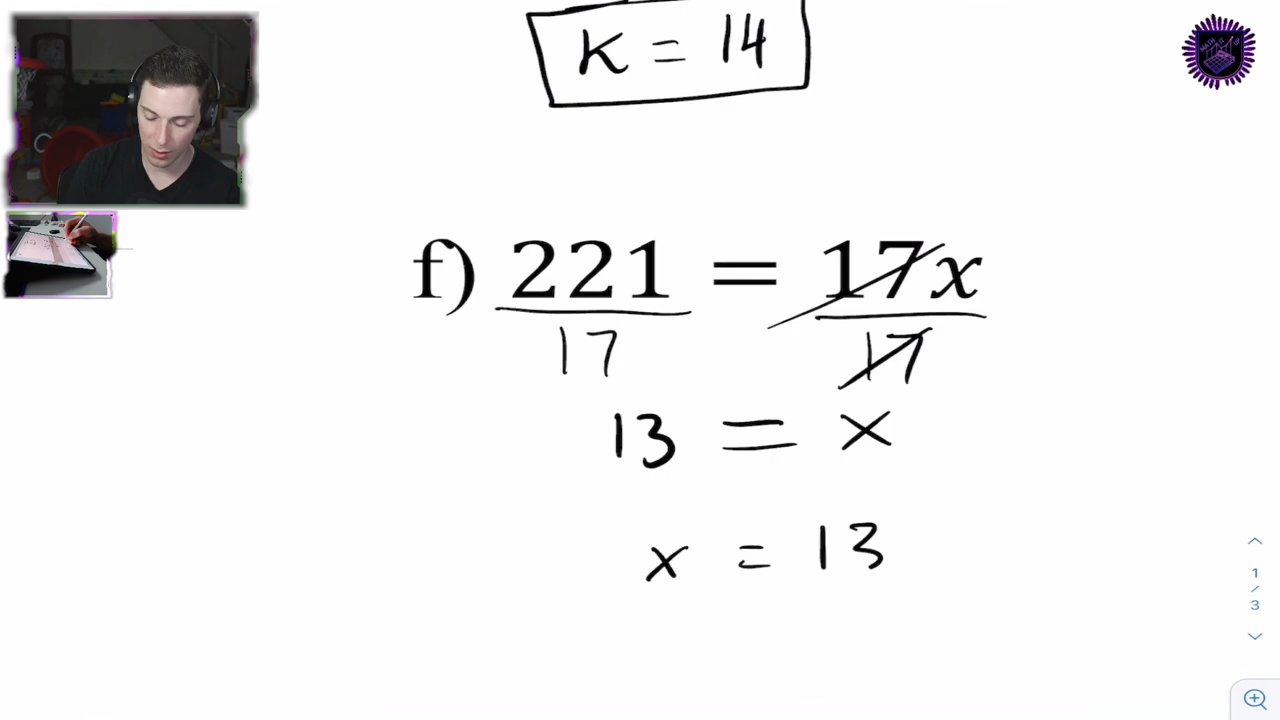 K = 14
f) 221 = 17x
17 17
13 = x
x = 13
1
/
3